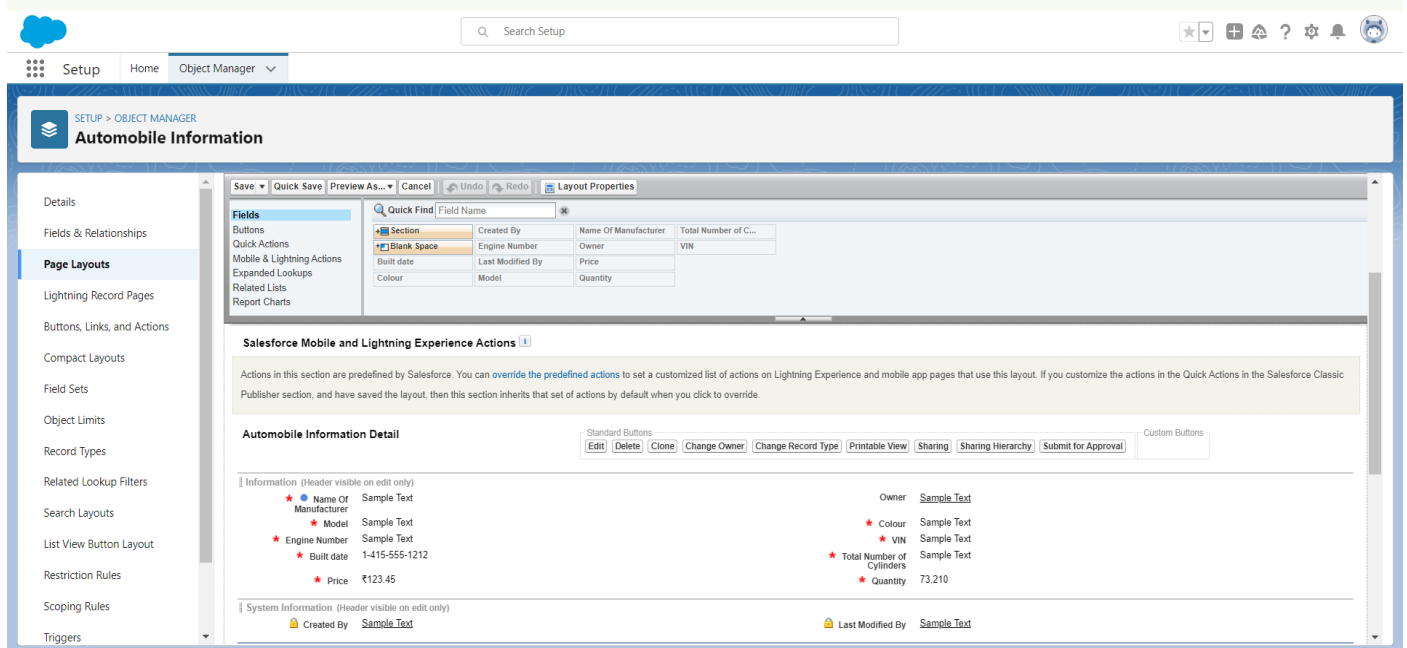 Search Setup
Setup Home Object Manager
SETUP > OBJECT MANAGER
Automobile Information
Details
Fields & Relationships
Page Layouts
Lightning Record Pages
Buttons, Links, and Actions
Compact Layouts
Field Sets
Object Limits
Record Types
Related Lookup Filters
Search Layouts
List View Button Layout
Restriction Rules
Scoping Rules
Triggers
Save Quick Save Preview As... Cancel Undo Redo Layout Properties
Fields
Buttons
Quick Actions
Mobile & Lightning Actions
Expanded Lookups
Related Lists
Report Charts
Quick Find Field Name
Section Created By Name Of Manufacturer Total Number of C...
Blank Space Engine Number Owner VIN
Built date Last Modified By Price
Colour Model Quantity
Salesforce Mobile and Lightning Experience Actions i
Actions in this section are predefined by Salesforce. You can override the predefined actions to set a customized list of actions on Lightning Experience and mobile app pages that use this layout. If you customize the actions in the Quick Actions in the Salesforce Classic
Publisher section, and have saved the layout, then this section inherits that set of actions by default when you click to override.
Automobile Information Detail
Standard Buttons
Edit Delete Clone Change Owner Change Record Type Printable View Sharing Sharing Hierarchy Submit for Approval
Custom Buttons
Information (Header visible on edit only)
* Name Of Manufacturer Sample Text Owner Sample Text
* Model Sample Text * Colour Sample Text
* Engine Number Sample Text * VIN Sample Text
* Built date 1-415-555-1212 * Total Number of Cylinders Sample Text
* Price ₹123.45 * Quantity 73,210
System Information (Header visible on edit only)
Created By Sample Text Last Modified By Sample Text